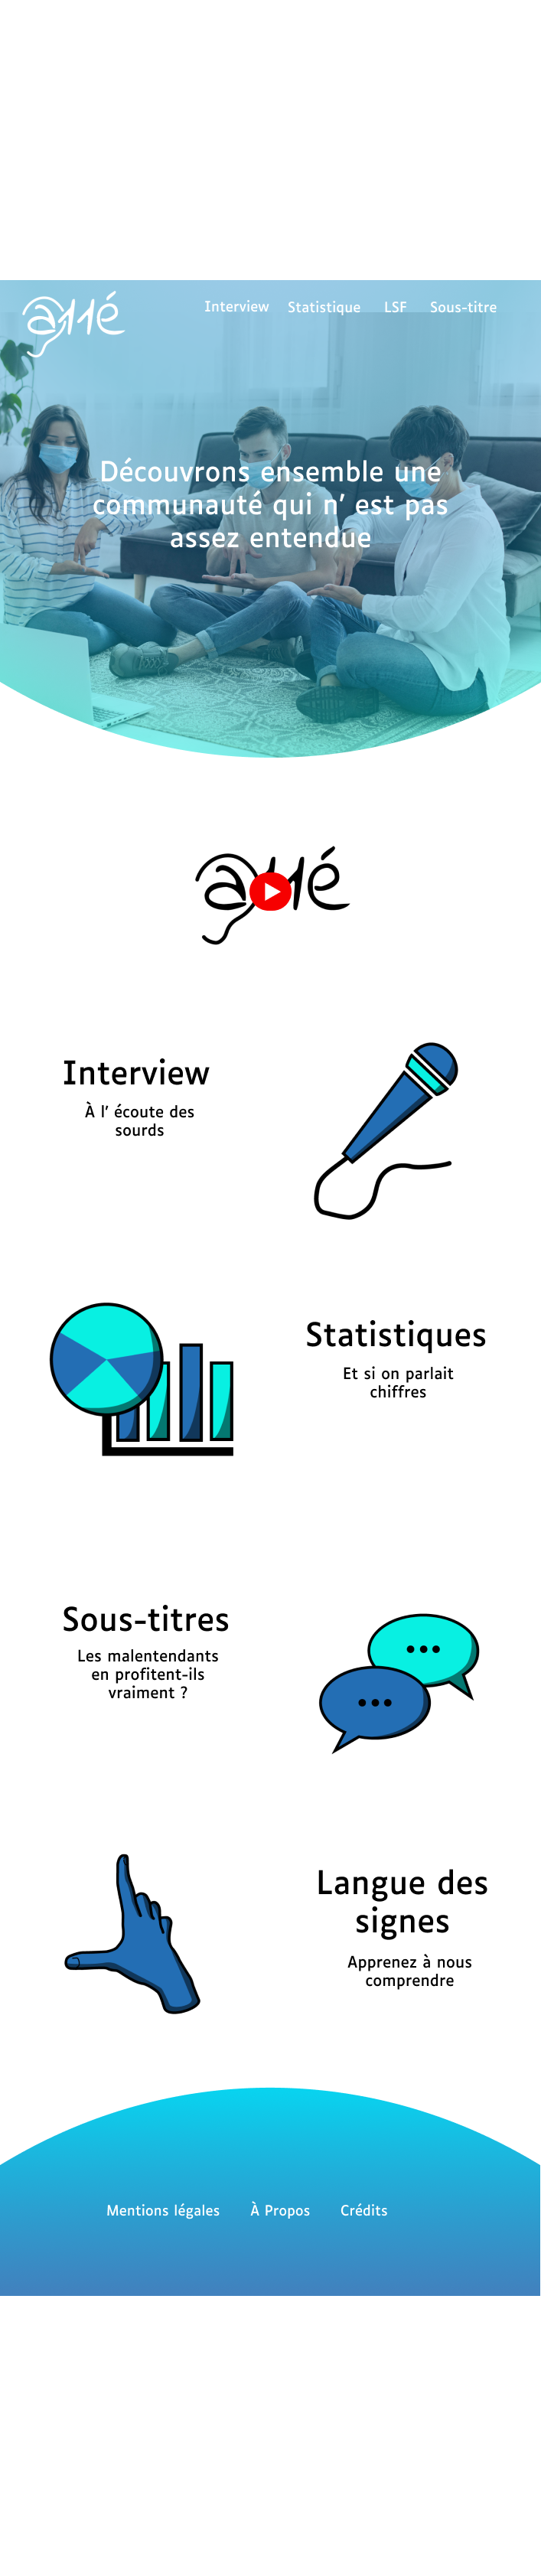 aMé
Interview Statistique LSF Sous-titre
Découvrons ensemble une
communauté qui n' est pas
assez entendue
Interview
À l' écoute des
sourds
Statistiques
Et si on parlait
chiffres
Sous-titres
Les malentendants
en profitent-ils
vraiment ?
Langue des
signes
Apprenez à nous
comprendre
Mentions légales À Propos Crédits